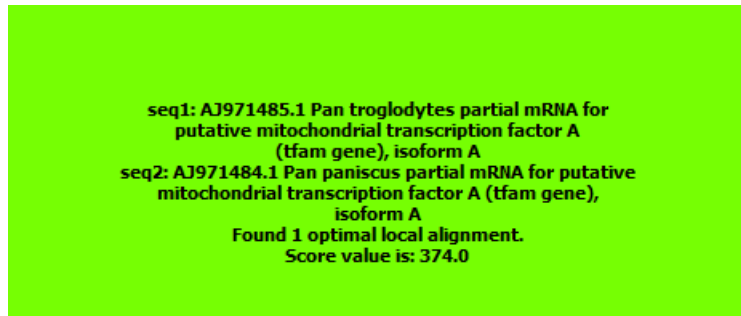 seq1: AJ971485.1 Pan troglodytes partial mRNA for
putative mitochondrial transcription factor A
(tfam gene), isoform A
seq2: AJ971484.1 Pan paniscus partial mRNA for putative
mitochondrial transcription factor A (tfam gene),
isoform A
Found 1 optimal local alignment.
Score value is: 374.0